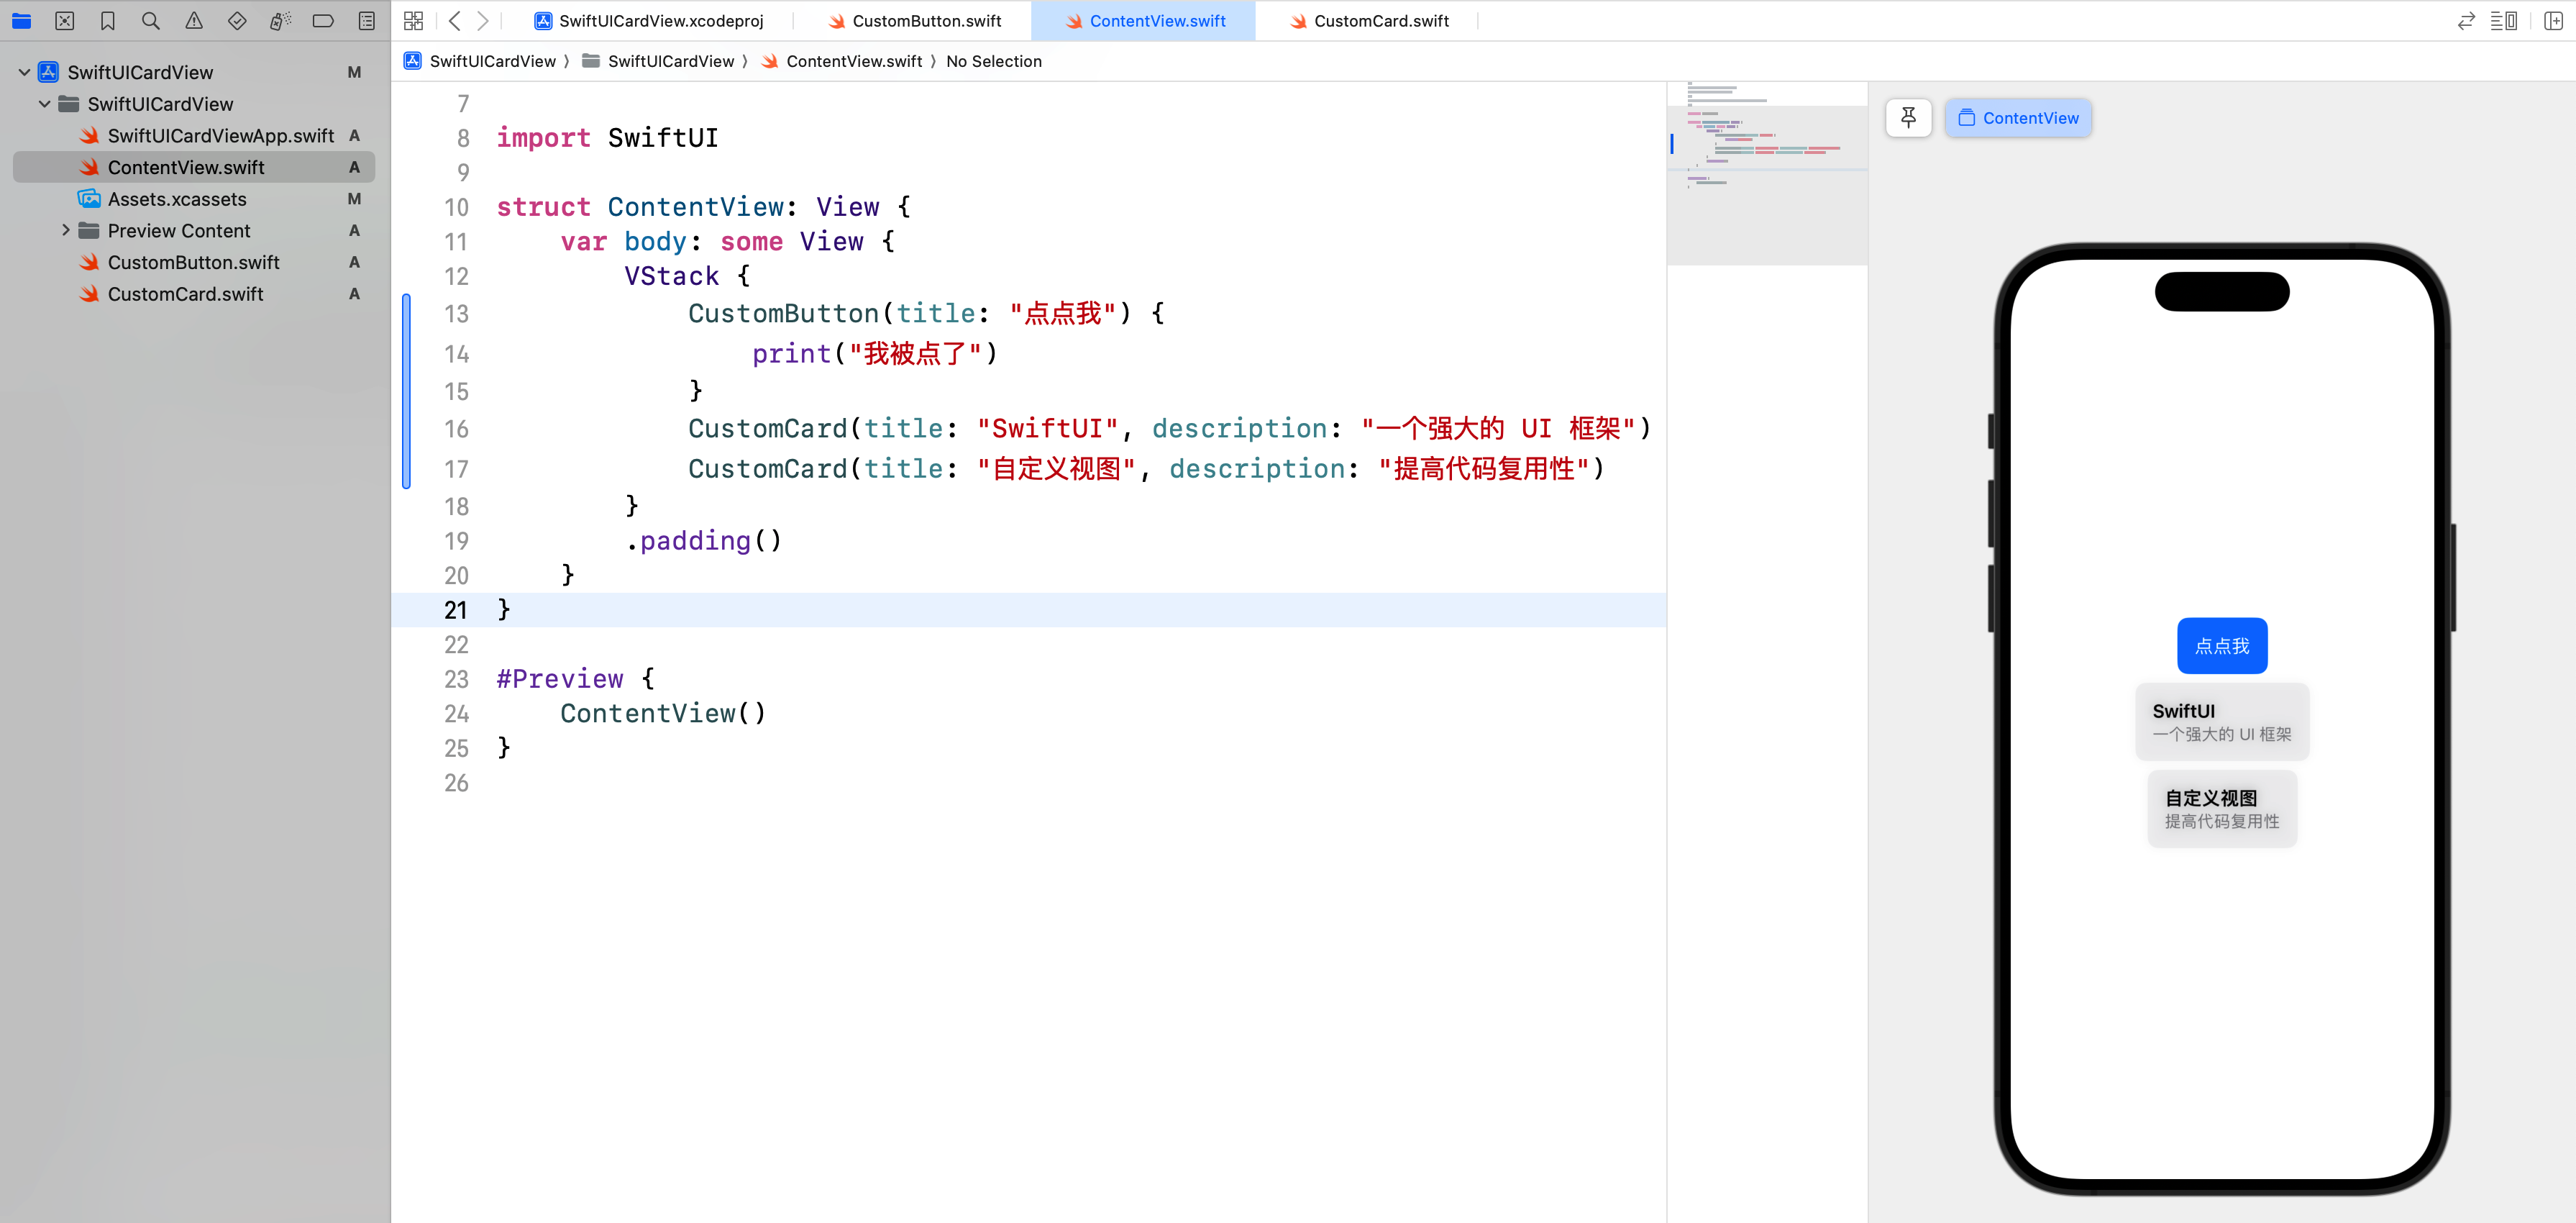 SwiftUICardView.xcodeproj
CustomButton.swift
ContentView.swift
CustomCard.swift
SwiftUICardView M
SwiftUICardView
SwiftUICardViewApp.swift A
ContentView.swift A
Assets.xcassets M
Preview Content A
CustomButton.swift A
CustomCard.swift A
SwiftUICardView 〉 SwiftUICardView 〉 ContentView.swift 〉 No Selection
7
8 import SwiftUI
9
10 struct ContentView: View {
11 var body: some View {
12 VStack {
13 CustomButton(title: "点点我") {
14 print("我被点了")
15 }
16 CustomCard(title: "SwiftUI", description: "一个强大的 UI 框架")
17 CustomCard(title: "自定义视图", description: "提高代码复用性")
18 }
19 .padding()
20 }
21 }
22
23 #Preview {
24 ContentView()
25 }
26
ContentView
点点我
SwiftUI
一个强大的 UI 框架
自定义视图
提高代码复用性